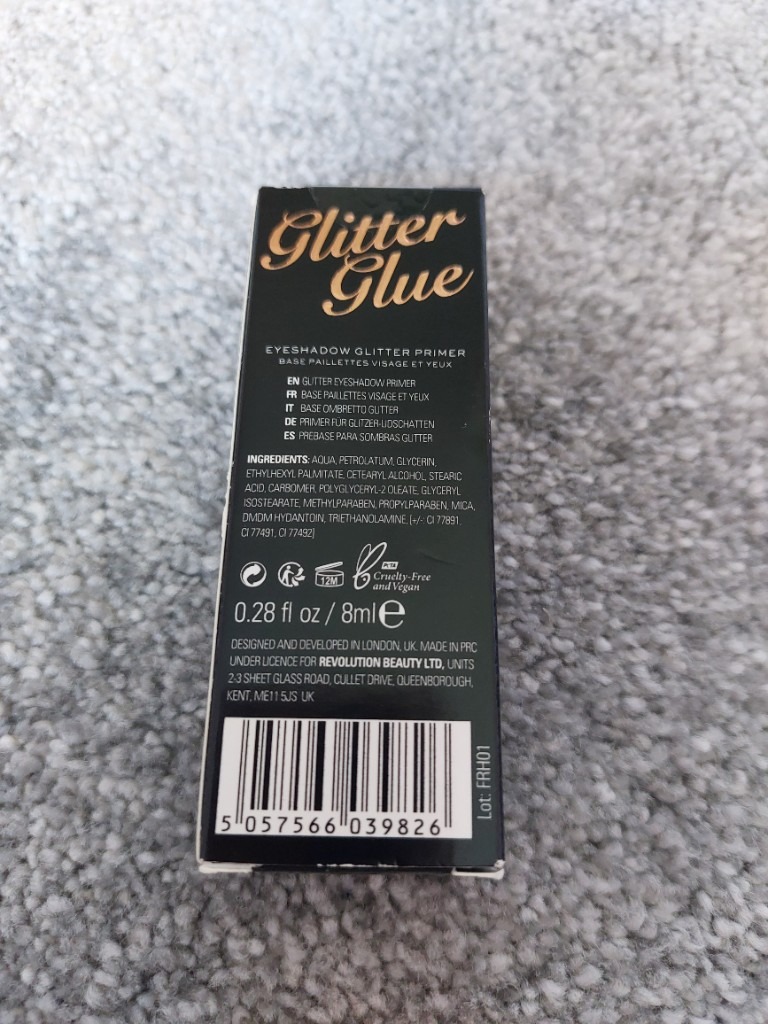 Glitter
Glue
EYESHADOW GLITTER PRIMER
BASE PAILLETTES VISAGE ET YEUX
EN GLITTER EYESHADOW PRIMER
FR BASE PAILLETTES VISAGE ET YEUX
IT BASE OMBRETTO GLITTER
DE PRIMER FUR GLITZER-LIDSCHATTEN
ES PREBASE PARA SOMBRAS GLITTER
INGREDIENTS: AQUA, PETROLATUM, GLYCERIN,
ETHYLHEXYL PALMITATE, CETEARYL ALCOHOL, STEARIC
ACID, CARBOMER, POLYGLYCERYL-2 OLEATE, GLYCERYL
ISOSTEARATE, METHYLPARABEN, PROPYLPARABEN, MICA,
DMDM HYDANTOIN, TRIETHANOLAMINE, [+/- CI 77891,
CI 77491, CI 77492]
12M
PETA
Cruelty-Free
and Vegan
0.28 fl oz / 8ml e
DESIGNED AND DEVELOPED IN LONDON, UK. MADE IN PRC
UNDER LICENCE FOR REVOLUTION BEAUTY LTD, UNITS
2-3 SHEET GLASS ROAD, CULLET DRIVE, QUEENBOROUGH,
KENT, ME11 5JS UK
5 057566 039826
Lot: FRH01